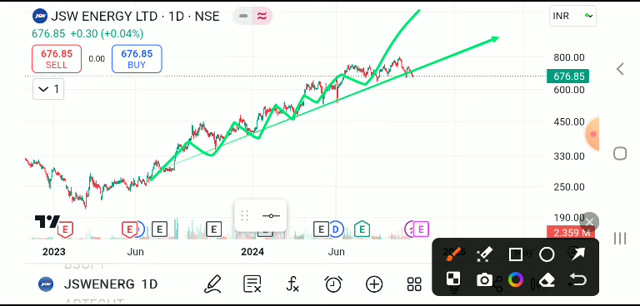 JSW ENERGY LTD · 1D · NSE
INR
676.85 +0.30 (+0.04%)
676.85
SELL
0.00
676.85
BUY
1
800.00
676.85
600.00
450.00
330.00
250.00
190.00
2.359 M
E
E
D
E
E
E
E
D
E
E
2023
Jun
2024
Jun
JSWENERG 1D